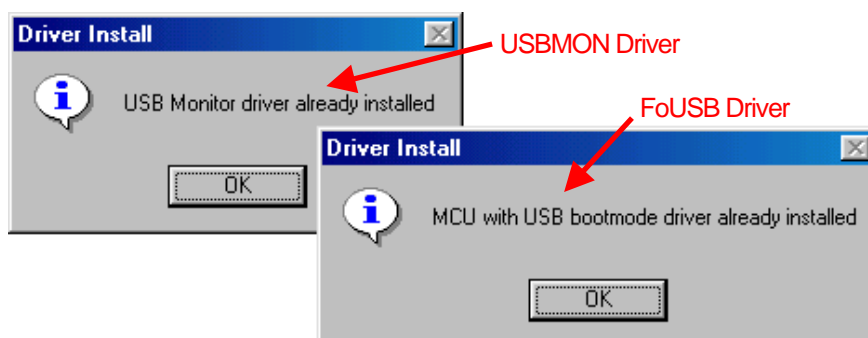 Driver Install
USBMON Driver
USB Monitor driver already installed
OK
FoUSB Driver
Driver Install
MCU with USB bootmode driver already installed
OK